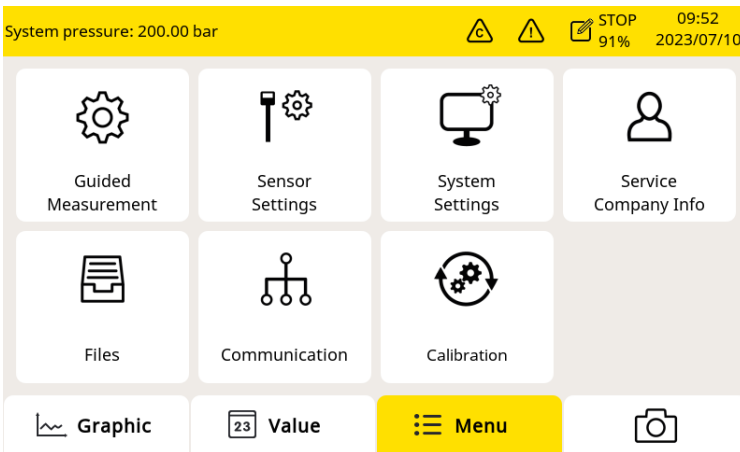 System pressure: 200.00 bar
C
!
STOP
91%
09:52
2023/07/10
Guided
Measurement
Sensor
Settings
System
Settings
Service
Company Info
Files
Communication
Calibration
Graphic
23
Value
Menu